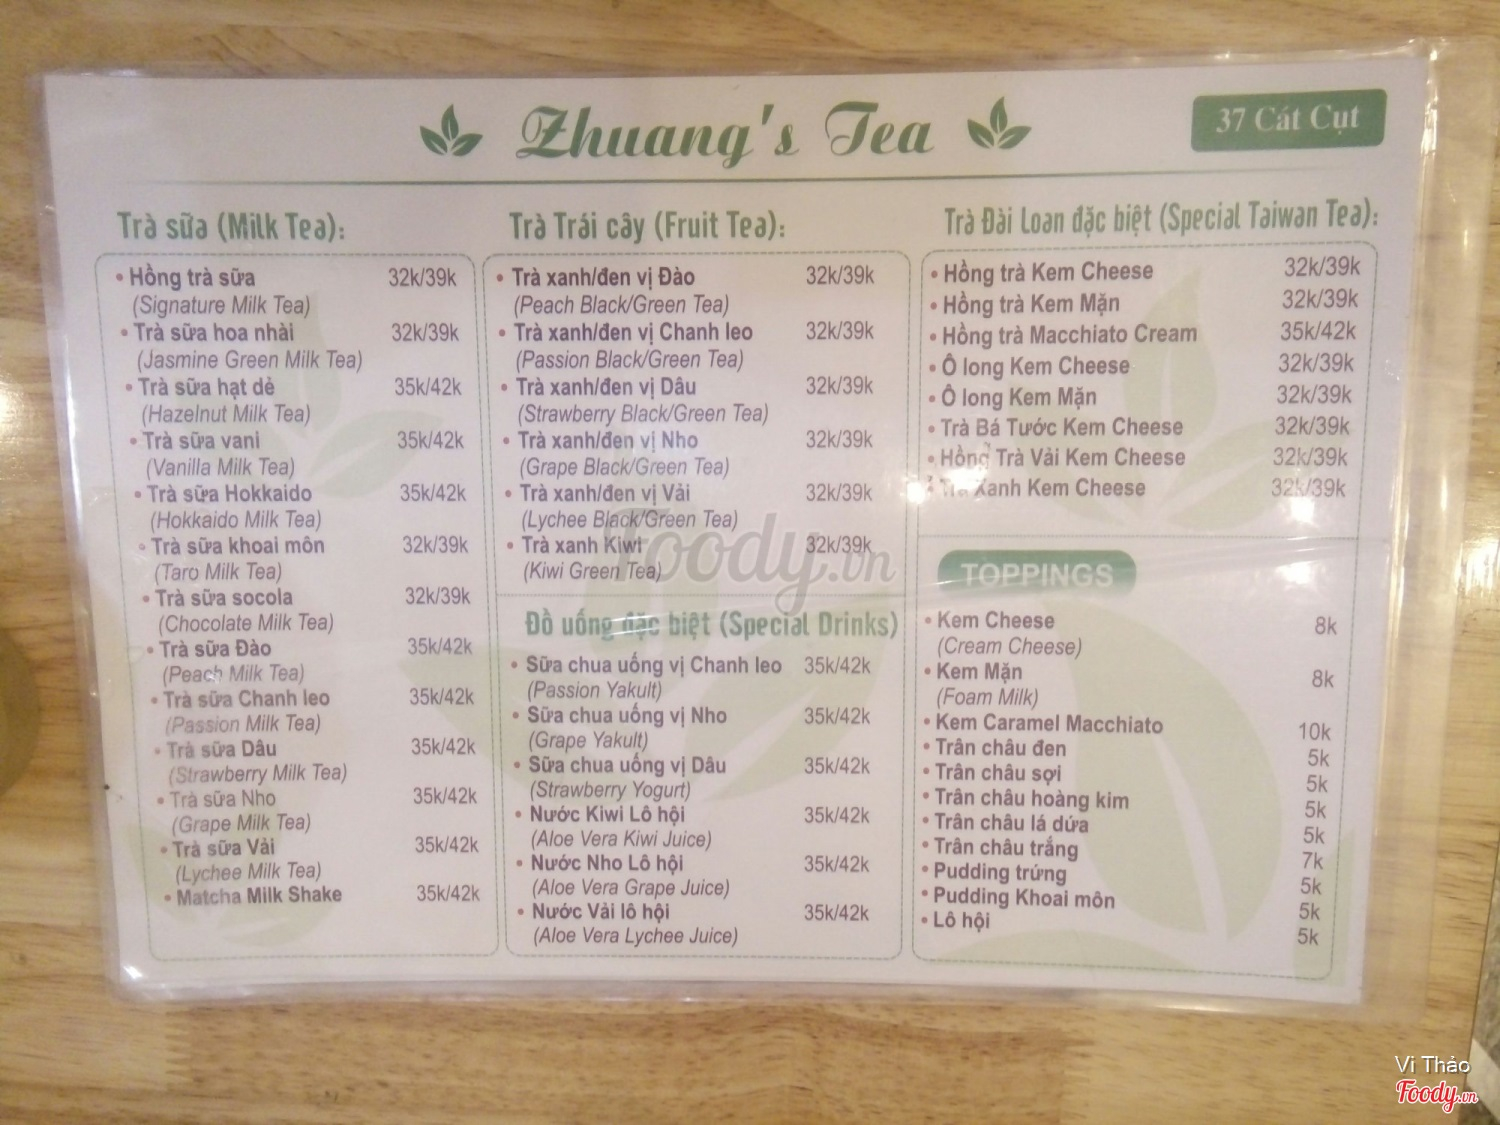 Zhuang's Tea
37 Cát Cụt
Trà sữa (Milk Tea):
• Hồng trà sữa 32k/39k
(Signature Milk Tea)
• Trà sữa hoa nhài 32k/39k
(Jasmine Green Milk Tea)
• Trà sữa hạt dẻ 35k/42k
(Hazelnut Milk Tea)
• Trà sữa vani 35k/42k
(Vanilla Milk Tea)
• Trà sữa Hokkaido 35k/42k
(Hokkaido Milk Tea)
• Trà sữa khoai môn 32k/39k
(Taro Milk Tea)
• Trà sữa socola 32k/39k
(Chocolate Milk Tea)
• Trà sữa Đào 35k/42k
(Peach Milk Tea)
• Trà sữa Chanh leo 35k/42k
(Passion Milk Tea)
• Trà sữa Dâu 35k/42k
(Strawberry Milk Tea)
• Trà sữa Nho 35k/42k
(Grape Milk Tea)
• Trà sữa Vải 35k/42k
(Lychee Milk Tea)
• Matcha Milk Shake 35k/42k
Trà Trái cây (Fruit Tea):
• Trà xanh/đen vị Đào 32k/39k
(Peach Black/Green Tea)
• Trà xanh/đen vị Chanh leo 32k/39k
(Passion Black/Green Tea)
• Trà xanh/đen vị Dâu 32k/39k
(Strawberry Black/Green Tea)
• Trà xanh/đen vị Nho 32k/39k
(Grape Black/Green Tea)
• Trà xanh/đen vị Vải 32k/39k
(Lychee Black/Green Tea)
• Trà xanh Kiwi 32k/39k
(Kiwi Green Tea)
Đồ uống đặc biệt (Special Drinks)
• Sữa chua uống vị Chanh leo 35k/42k
(Passion Yakult)
• Sữa chua uống vị Nho 35k/42k
(Grape Yakult)
• Sữa chua uống vị Dâu 35k/42k
(Strawberry Yogurt)
• Nước Kiwi Lô hội 35k/42k
(Aloe Vera Kiwi Juice)
• Nước Nho Lô hội 35k/42k
(Aloe Vera Grape Juice)
• Nước Vải lô hội 35k/42k
(Aloe Vera Lychee Juice)
Trà Đài Loan đặc biệt (Special Taiwan Tea):
• Hồng trà Kem Cheese 32k/39k
• Hồng trà Kem Mặn 32k/39k
• Hồng trà Macchiato Cream 35k/42k
• Ô long Kem Cheese 32k/39k
• Ô long Kem Mặn 32k/39k
• Trà Bá Tước Kem Cheese 32k/39k
• Hồng Trà Vải Kem Cheese 32k/39k
• Trà Xanh Kem Cheese 32k/39k
TOPPINGS
• Kem Cheese 8k
(Cream Cheese)
• Kem Mặn 8k
(Foam Milk)
• Kem Caramel Macchiato 10k
• Trân châu đen 5k
• Trân châu sợi 5k
• Trân châu hoàng kim 5k
• Trân châu lá dứa 5k
• Trân châu trắng 7k
• Pudding trứng 5k
• Pudding Khoai môn 5k
• Lô hội 5k
Foody.vn
Vi Thảo
Foody.vn